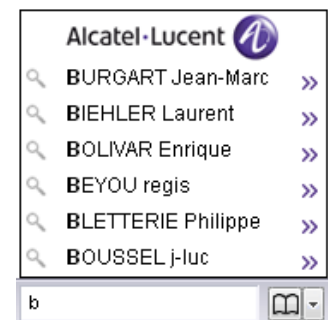 Alcatel·Lucent
BURGART Jean-Marc
BIEHLER Laurent
BOLIVAR Enrique
BEYOU regis
BLETTERIE Philippe
BOUSSEL j-luc
b